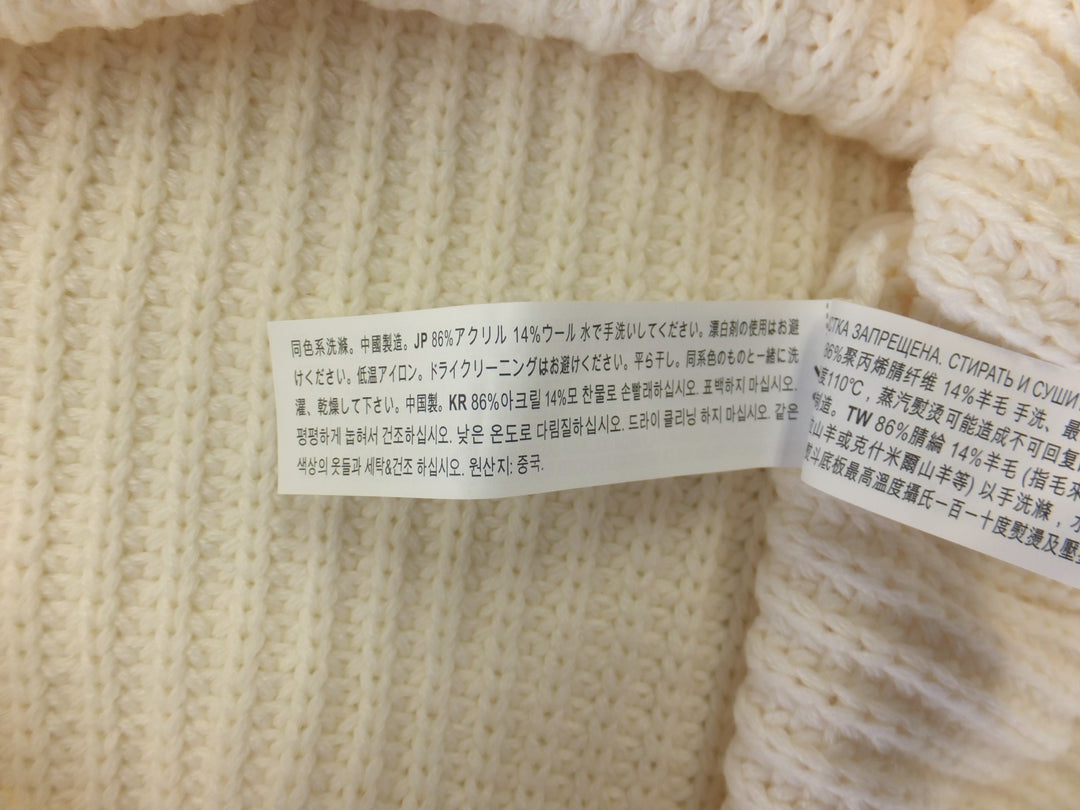 同色系洗滌。中國製造。JP 86%アクリル 14%ウール 水で手洗いしてください。漂白剤の使用はお避
けください。低温アイロン。ドライクリーニングはお避けください。平ら干し。同系色のものと一緒に洗
濯、乾燥して下さい。中国製。KR 86%아크릴 14%모 찬물로 손빨래하십시오. 표백하지 마십시오.
평평하게 눕혀서 건조하십시오. 낮은 온도로 다림질하십시오. 드라이 클리닝 하지 마십시오. 같은
색상의 옷들과 세탁&건조 하십시오. 원산지: 중국.
ЗАПРЕЩЕНА. СТИРАТЬ И СУШИ
86%聚丙烯腈纤维 14%羊毛 手洗、最
度110°C，蒸汽熨烫可能造成不可回复
制造。TW 86%腈綸 14%羊毛 (指毛來
山羊或克什米爾山羊等) 以手洗滌，
熨斗底板最高溫度攝氏一百一十度熨燙及壓